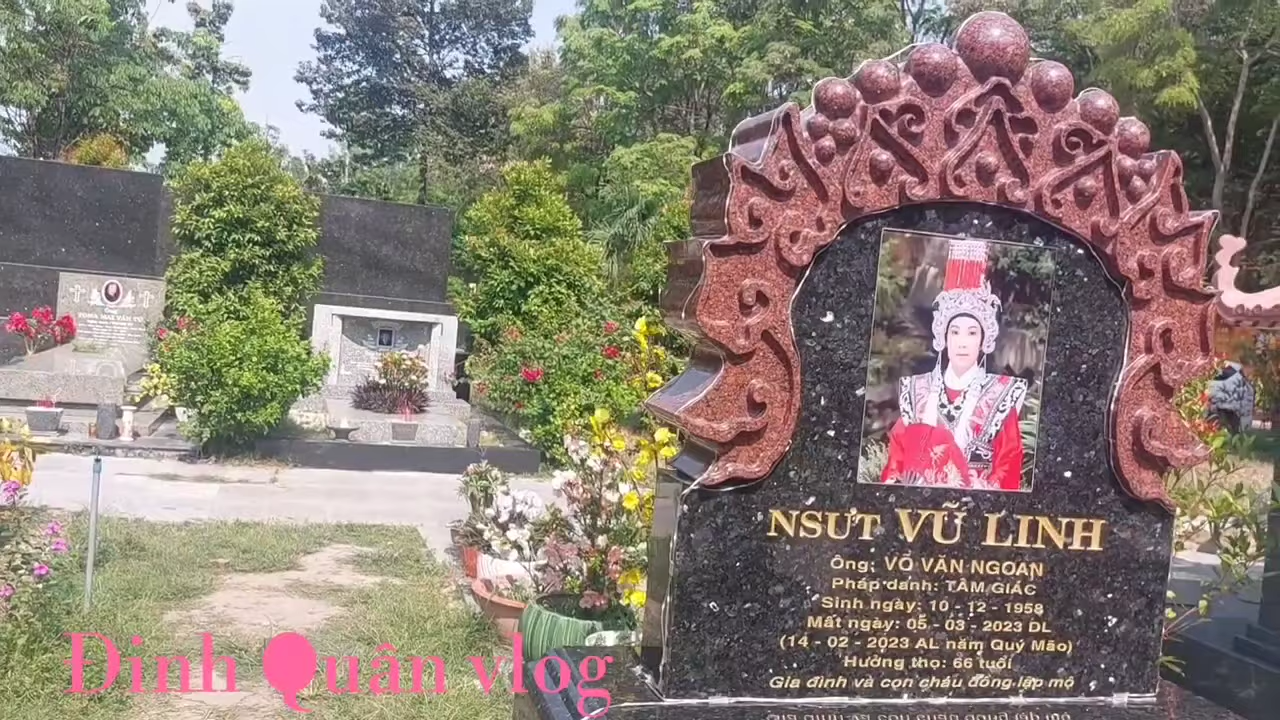 NSƯT VŨ LINH
Ông: VÕ VĂN NGOAN
Pháp danh: TÂM GIÁC
Sinh ngày: 10 - 12 - 1958
Mất ngày: 05 - 03 - 2023 DL
(14 - 02 - 2023 AL năm Quý Mão)
Hưởng thọ: 66 tuổi
Gia đình và con cháu đồng lập mộ
Đinh Quân vlog